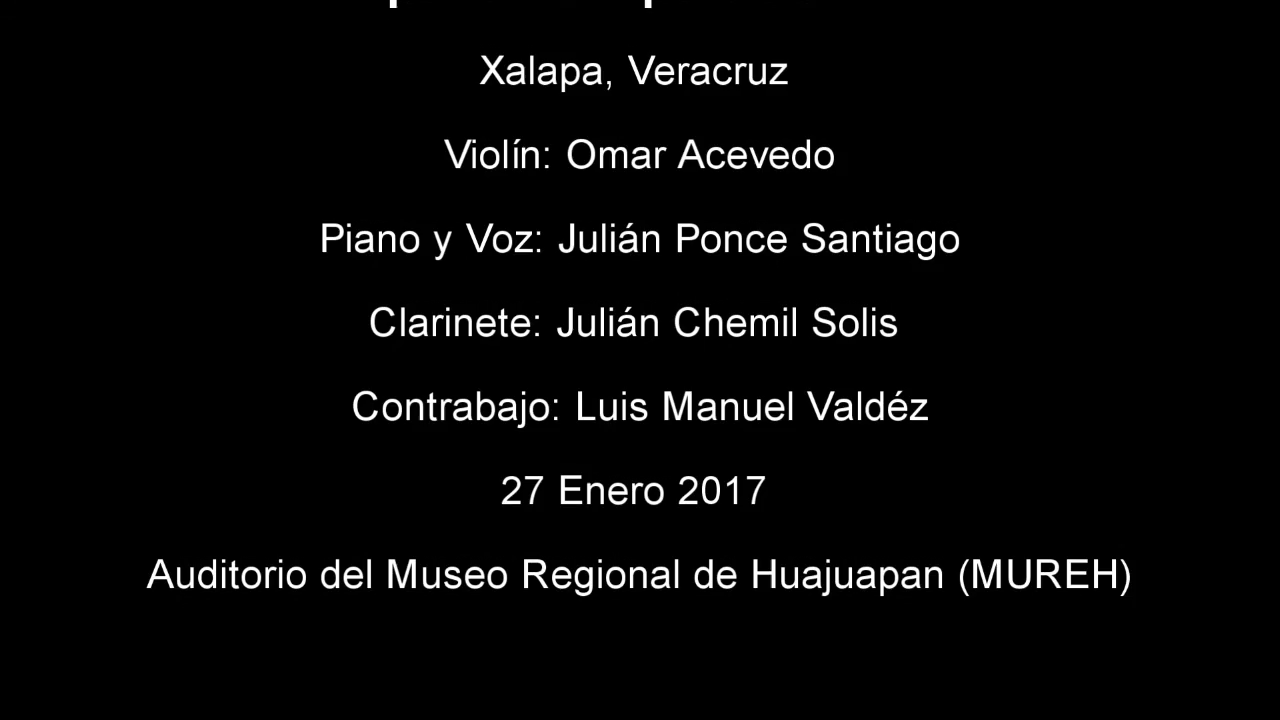 Xalapa, Veracruz
Violín: Omar Acevedo
Piano y Voz: Julián Ponce Santiago
Clarinete: Julián Chemil Solis
Contrabajo: Luis Manuel Valdéz
27 Enero 2017
Auditorio del Museo Regional de Huajuapan (MUREH)